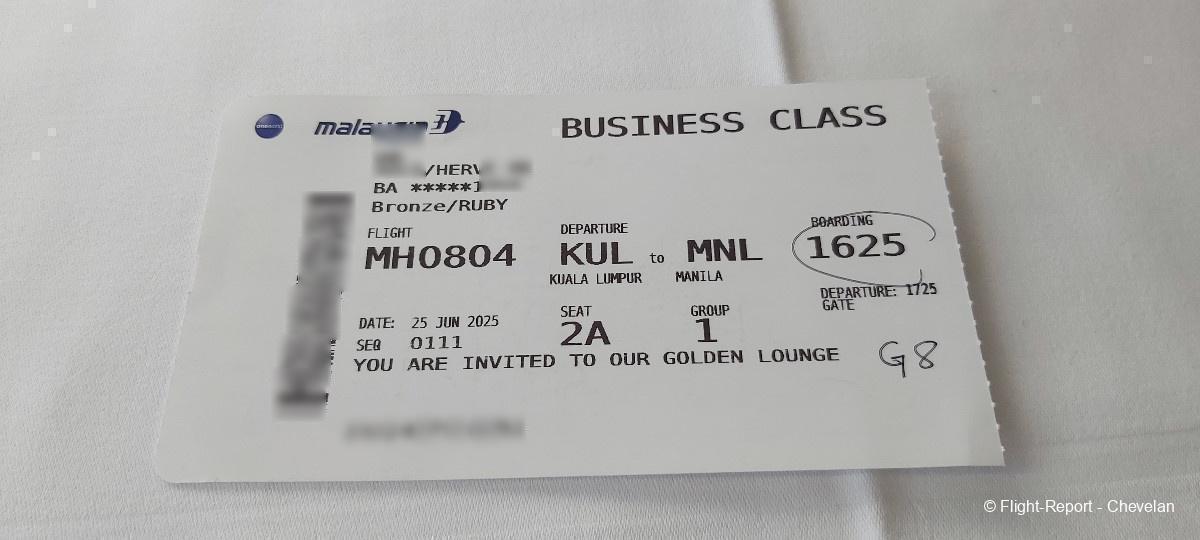 oneworld
BUSINESS CLASS
/HERV
BA *****
Bronze/RUBY
FLIGHT DEPARTURE BOARDING
MH0804 KUL to MNL 1625
KUALA LUMPUR MANILA
DEPARTURE: 1725
GATE
DATE: 25 JUN 2025 SEAT GROUP
SEQ 0111 2A 1
YOU ARE INVITED TO OUR GOLDEN LOUNGE G8
© Flight-Report - Chevelan